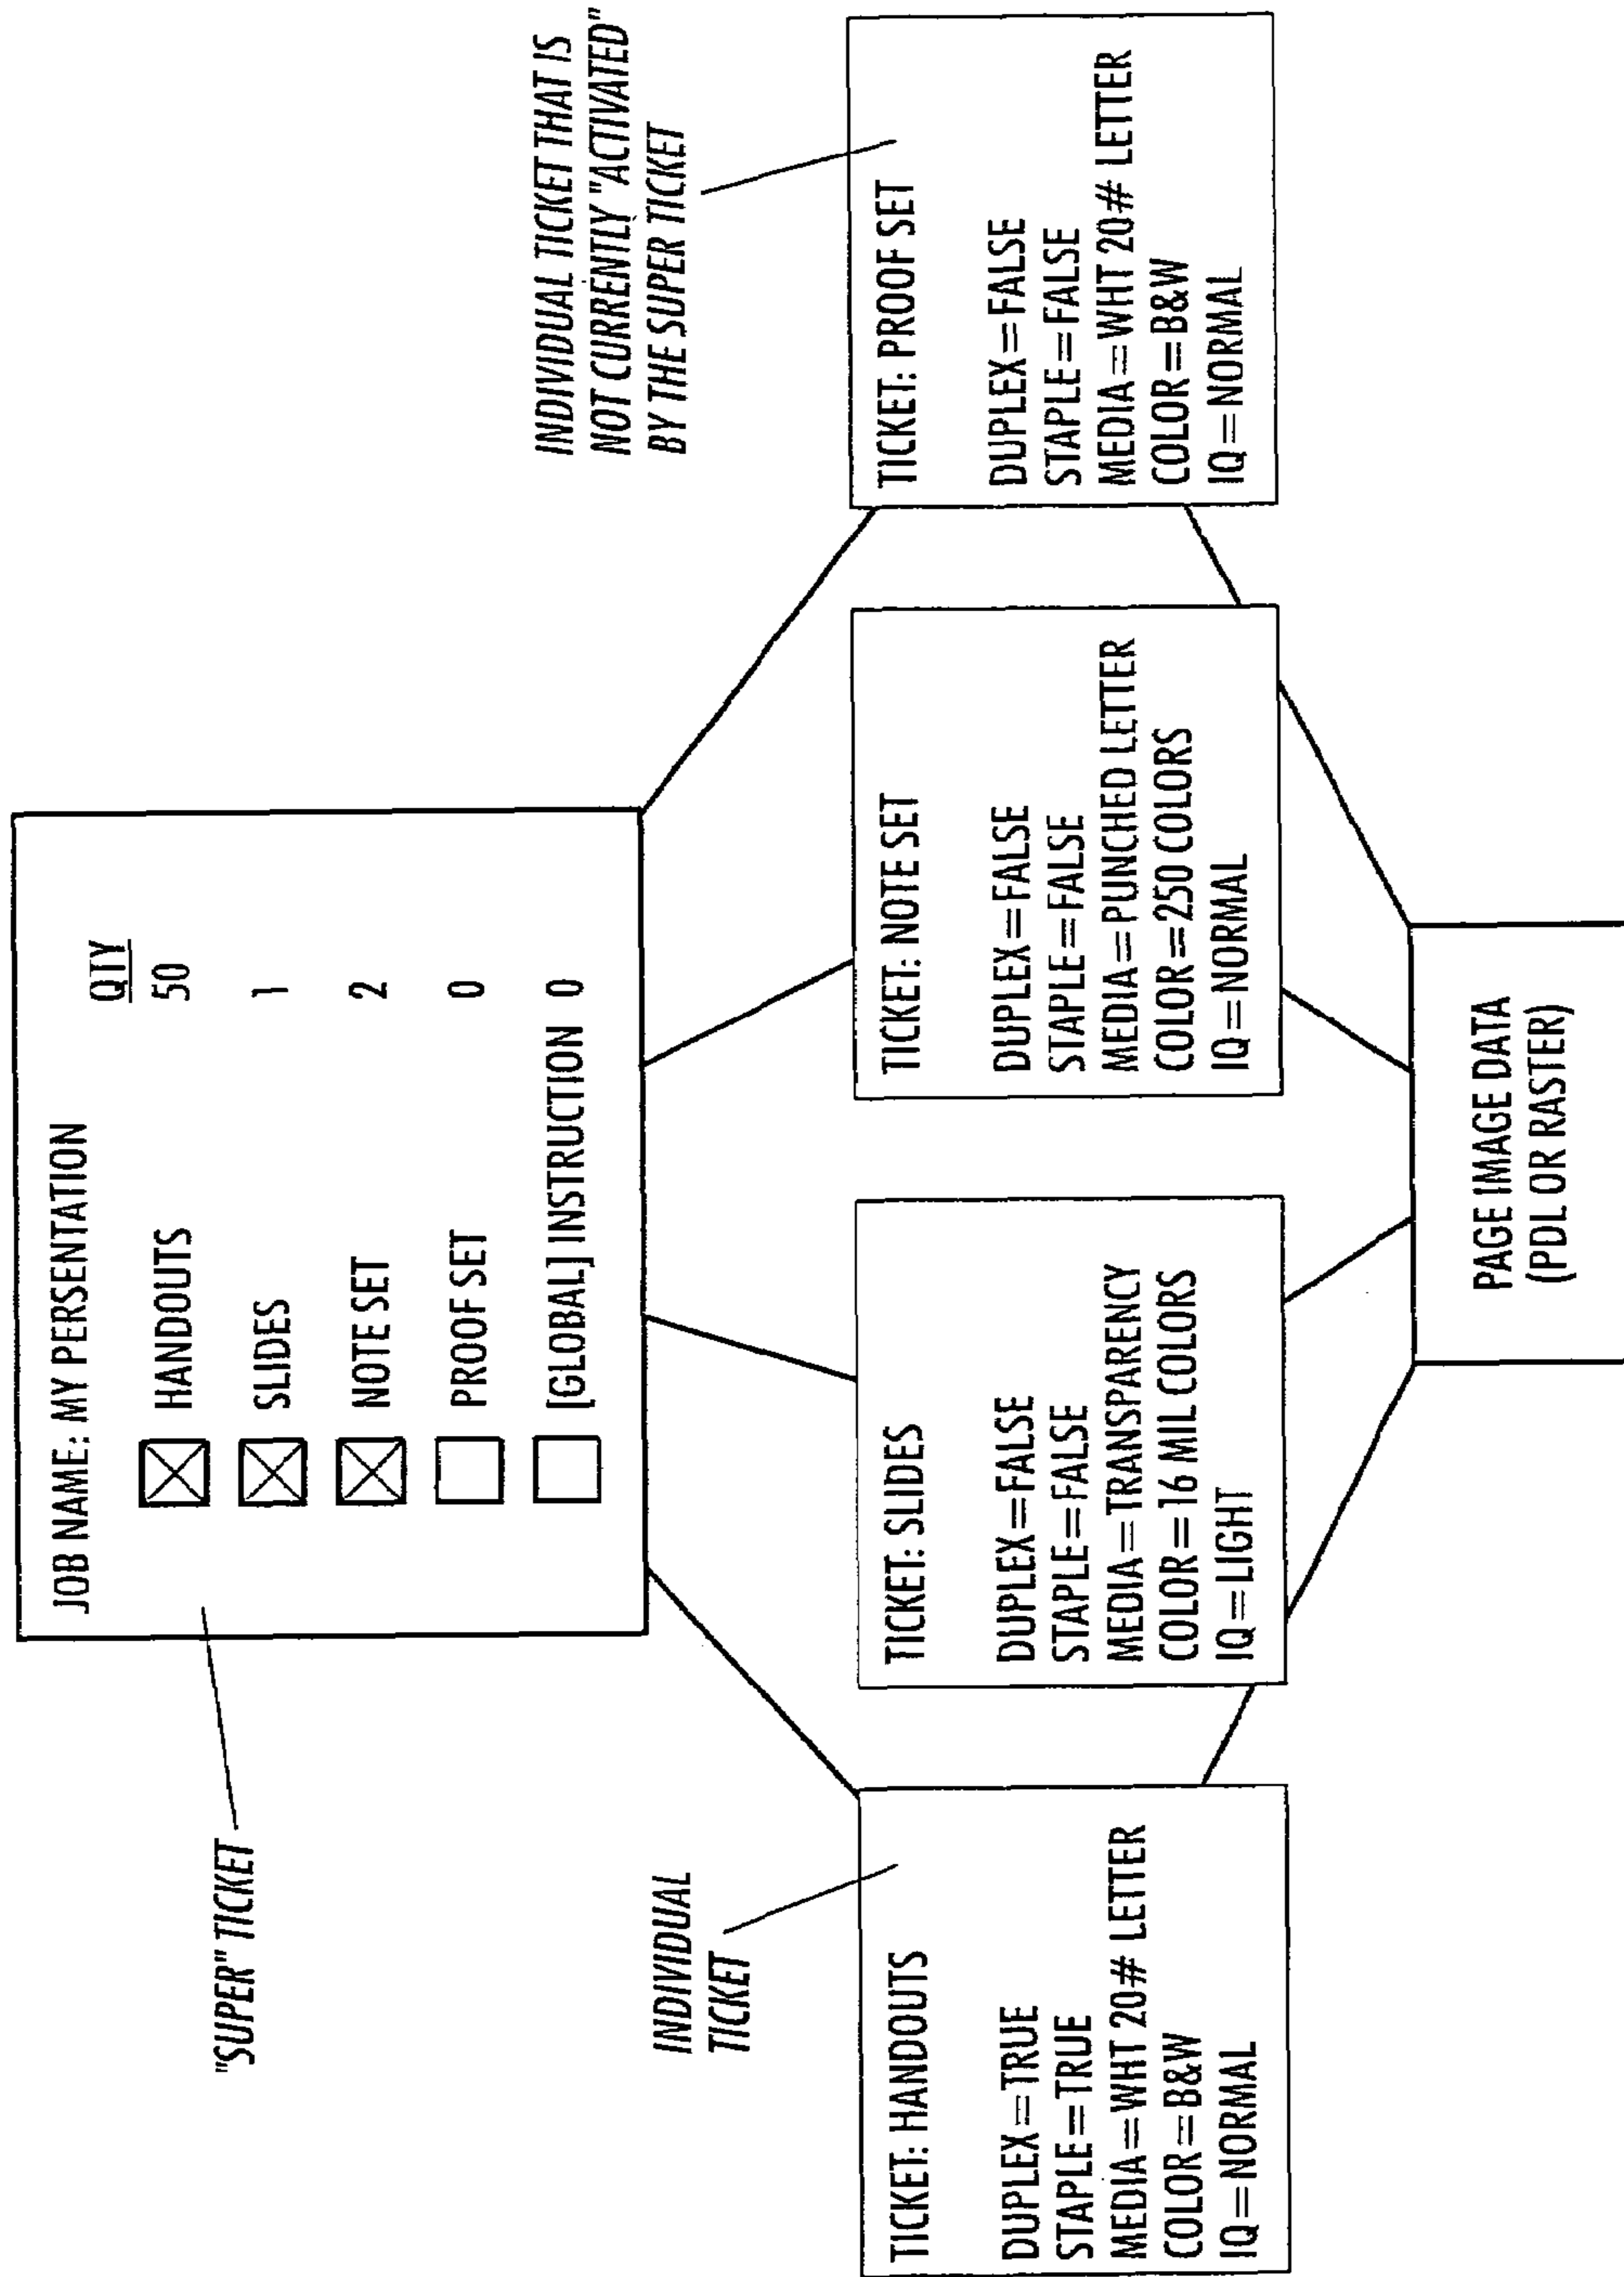 "SUPER" TICKET
JOB NAME: MY PERSENTATION
QTY
HANDOUTS 50
SLIDES 1
NOTE SET 2
PROOF SET 0
[GLOBAL] INSTRUCTION 0
INDIVIDUAL
TICKET
INDIVIDUAL TICKET THAT IS
NOT CURRENTLY "ACTIVATED"
BY THE SUPER TICKET
TICKET: HANDOUTS
DUPLEX=TRUE
STAPLE=TRUE
MEDIA=WHT 20# LETTER
COLOR=B&W
IQ=NORMAL
TICKET: SLIDES
DUPLEX=FALSE
STAPLE=FALSE
MEDIA=TRANSPARENCY
COLOR=16 MIL COLORS
IQ=LIGHT
TICKET: NOTE SET
DUPLEX=FALSE
STAPLE=FALSE
MEDIA=PUNCHED LETTER
COLOR=250 COLORS
IQ=NORMAL
TICKET: PROOF SET
DUPLEX=FALSE
STAPLE=FALSE
MEDIA=WHT 20# LETTER
COLOR=B&W
IQ=NORMAL
PAGE IMAGE DATA
(PDL OR RASTER)